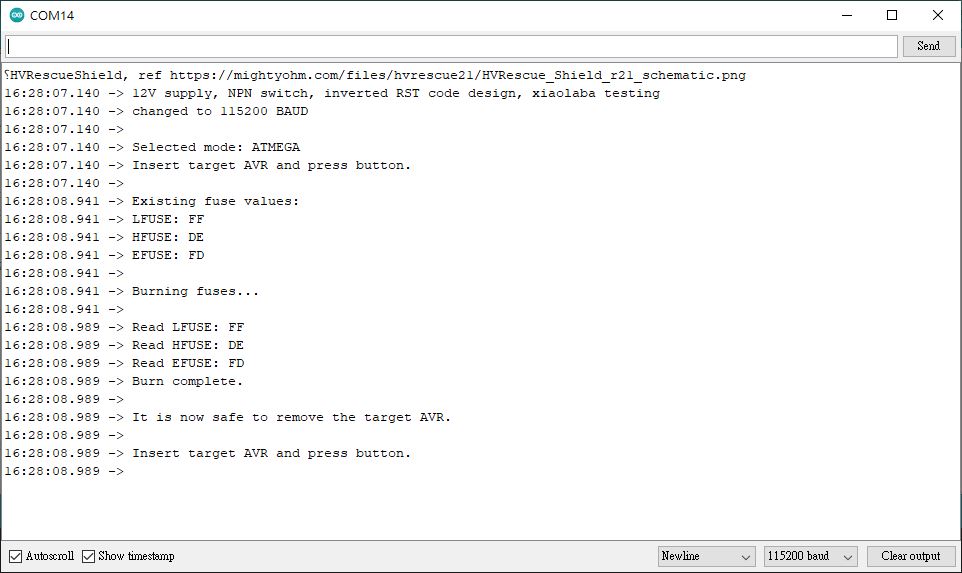 COM14
Send
⸮HVRescueShield, ref https://mightyohm.com/files/hvrescue21/HVRescue_Shield_r21_schematic.png
16:28:07.140 -> 12V supply, NPN switch, inverted RST code design, xiaolaba testing
16:28:07.140 -> changed to 115200 BAUD
16:28:07.140 ->
16:28:07.140 -> Selected mode: ATMEGA
16:28:07.140 -> Insert target AVR and press button.
16:28:07.140 ->
16:28:08.941 -> Existing fuse values:
16:28:08.941 -> LFUSE: FF
16:28:08.941 -> HFUSE: DE
16:28:08.941 -> EFUSE: FD
16:28:08.941 ->
16:28:08.941 -> Burning fuses...
16:28:08.941 ->
16:28:08.989 -> Read LFUSE: FF
16:28:08.989 -> Read HFUSE: DE
16:28:08.989 -> Read EFUSE: FD
16:28:08.989 -> Burn complete.
16:28:08.989 ->
16:28:08.989 -> It is now safe to remove the target AVR.
16:28:08.989 ->
16:28:08.989 -> Insert target AVR and press button.
16:28:08.989 ->
Autoscroll Show timestamp Newline 115200 baud Clear output